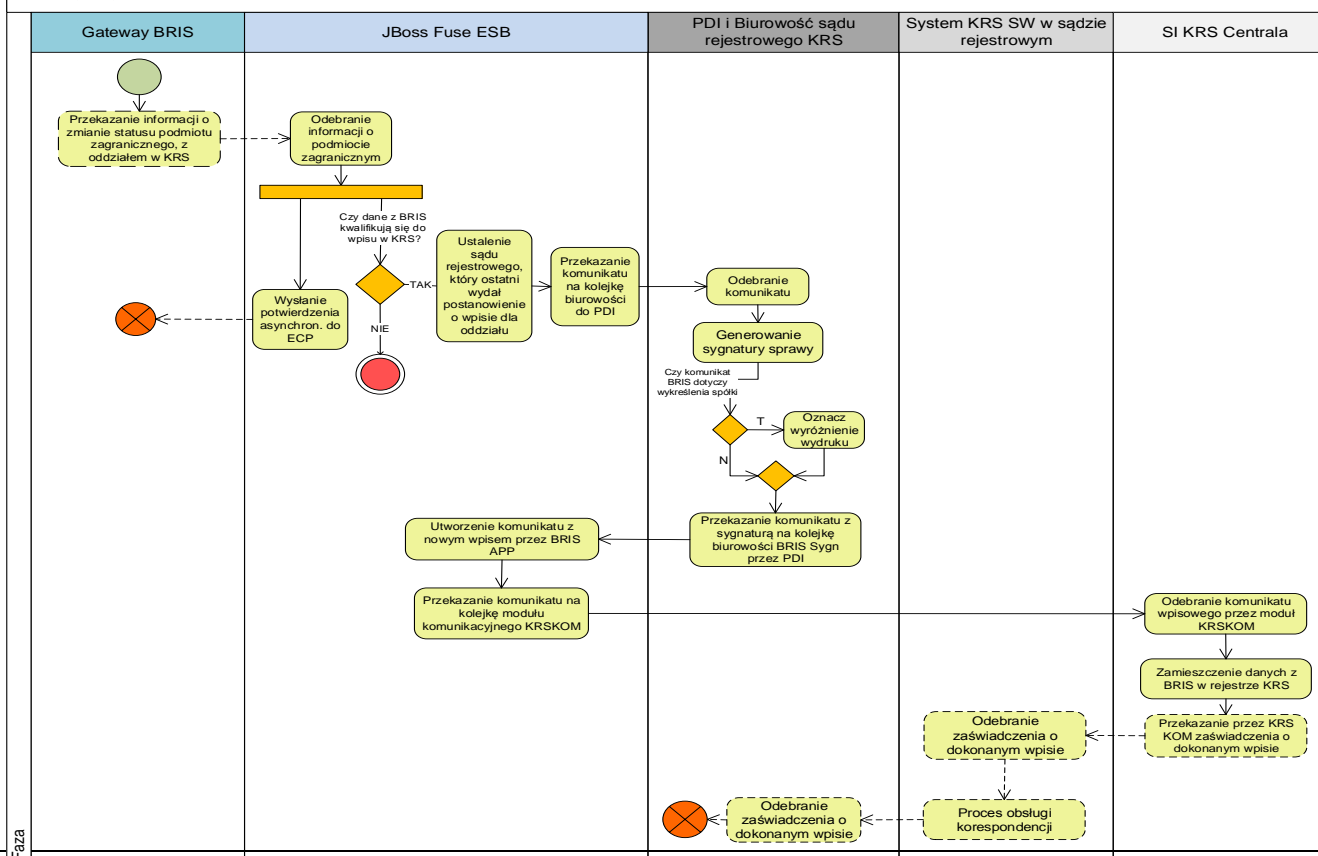 Gateway BRIS
JBoss Fuse ESB
PDI i Biurowość sądu
rejestrowego KRS
System KRS SW w sądzie
rejestrowym
SI KRS Centrala
Przekazanie informacji o
zmianie statusu podmiotu
zagranicznego, z
oddziałem w KRS
Odebranie
informacji o
podmiocie
zagranicznym
Czy dane z BRIS
kwalifikują się do
wpisu w KRS?
Wysłanie
potwierdzenia
asynchron. do
ECP
TAK
NIE
Ustalenie
sądu
rejestrowego,
który ostatni
wydał
postanowienie
o wpisie dla
oddziału
Przekazanie
komunikatu
na kolejkę
biurowości
do PDI
Odebranie
komunikatu
Generowanie
sygnatury sprawy
Czy komunikat
BRIS dotyczy
wykreślenia spółki
T
N
Oznacz
wyróżnienie
wydruku
Przekazanie komunikatu z
sygnaturą na kolejkę
biurowości BRIS Sygn
przez PDI
Utworzenie komunikatu z
nowym wpisem przez BRIS
APP
Przekazanie komunikatu na
kolejkę modułu
komunikacyjnego KRSKOM
Odebranie komunikatu
wpisowego przez moduł
KRSKOM
Zamieszczenie danych z
BRIS w rejestrze KRS
Przekazanie przez KRS
KOM zaświadczenia o
dokonanym wpisie
Odebranie
zaświadczenia o
dokonanym wpisie
Proces obsługi
korespondencji
Odebranie
zaświadczenia o
dokonanym wpisie
Faza